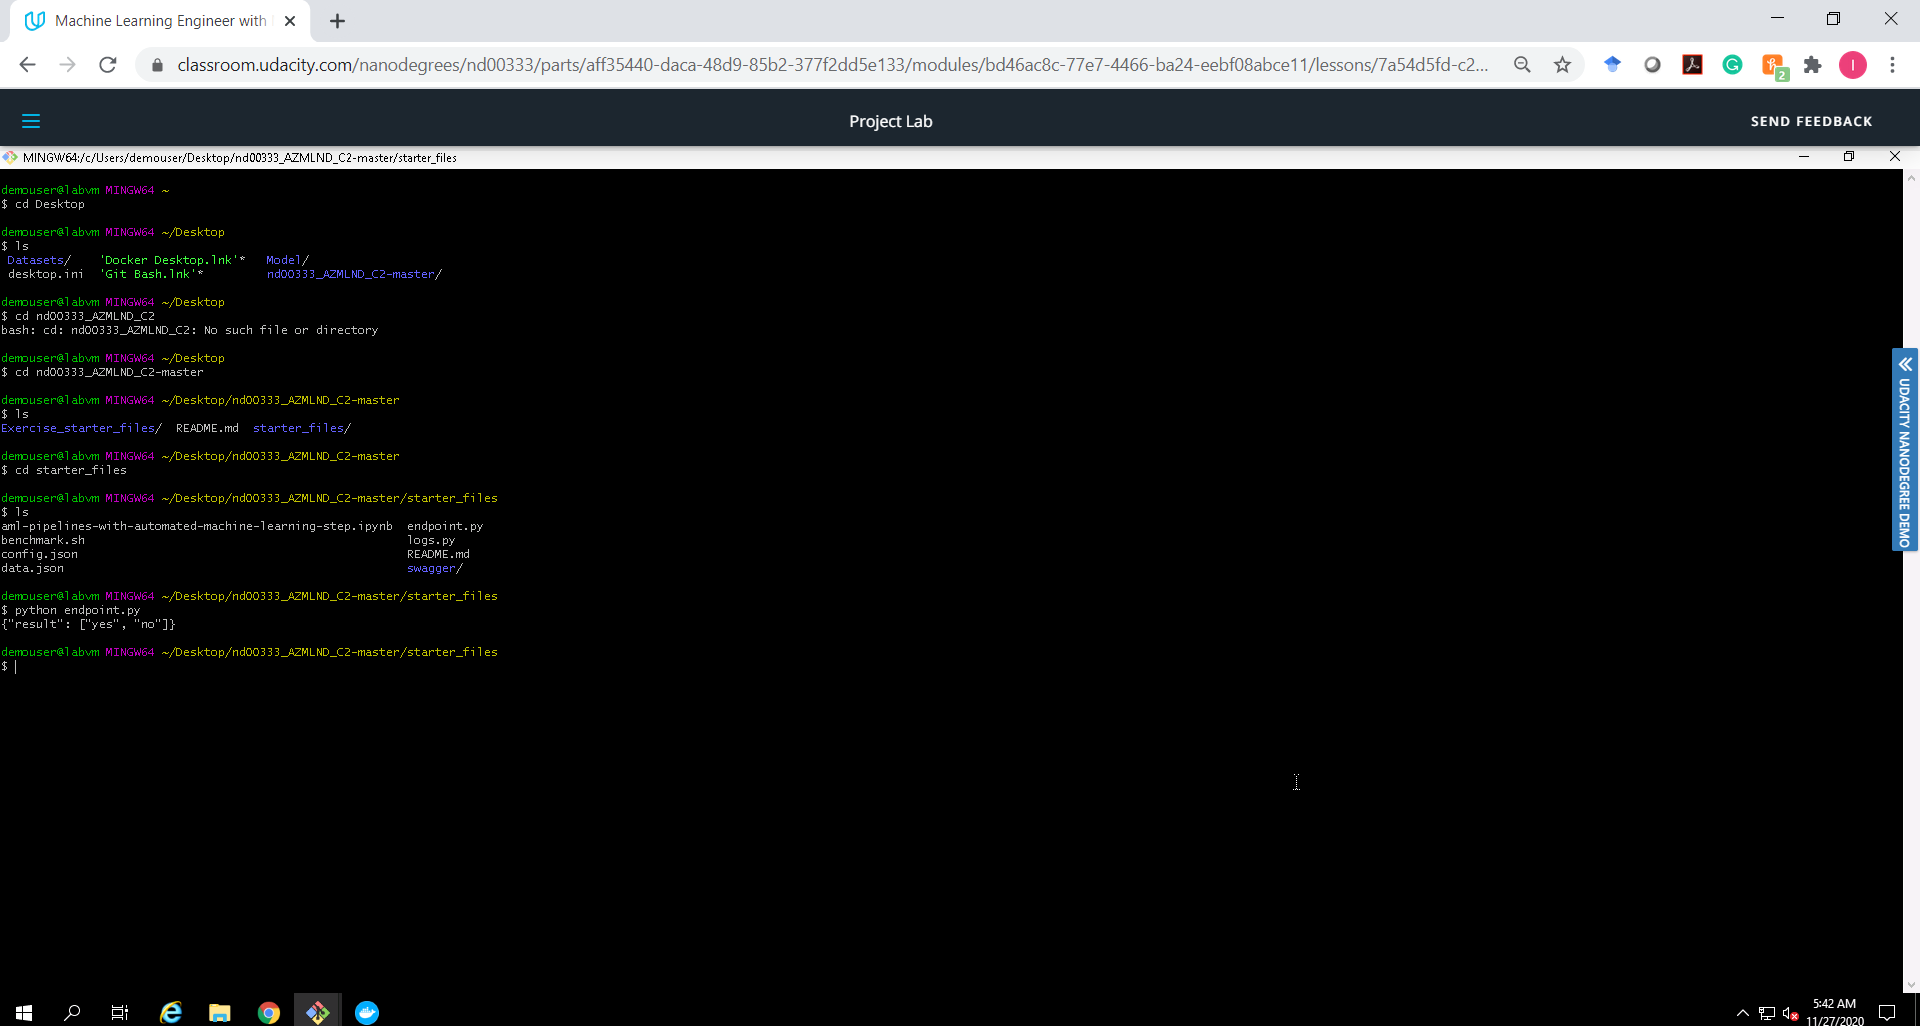 Machine Learning Engineer with
classroom.udacity.com/nanodegrees/nd00333/parts/aff35440-daca-48d9-85b2-377f2dd5e133/modules/bd46ac8c-77e7-4466-ba24-eebf08abce11/lessons/7a54d5fd-c2...
2
I
Project Lab
SEND FEEDBACK
MINGW64:/c/Users/demouser/Desktop/nd00333_AZMLND_C2-master/starter_files
demouser@labvm MINGW64 ~
$ cd Desktop
demouser@labvm MINGW64 ~/Desktop
$ ls
Datasets/ 'Docker Desktop.lnk'* Model/
desktop.ini 'Git Bash.lnk'* nd00333_AZMLND_C2-master/
demouser@labvm MINGW64 ~/Desktop
$ cd nd00333_AZMLND_C2
bash: cd: nd00333_AZMLND_C2: No such file or directory
demouser@labvm MINGW64 ~/Desktop
$ cd nd00333_AZMLND_C2-master
demouser@labvm MINGW64 ~/Desktop/nd00333_AZMLND_C2-master
$ ls
Exercise_starter_files/ README.md starter_files/
demouser@labvm MINGW64 ~/Desktop/nd00333_AZMLND_C2-master
$ cd starter_files
demouser@labvm MINGW64 ~/Desktop/nd00333_AZMLND_C2-master/starter_files
$ ls
aml-pipelines-with-automated-machine-learning-step.ipynb endpoint.py
benchmark.sh logs.py
config.json README.md
data.json swagger/
demouser@labvm MINGW64 ~/Desktop/nd00333_AZMLND_C2-master/starter_files
$ python endpoint.py
{"result": ["yes", "no"]}
demouser@labvm MINGW64 ~/Desktop/nd00333_AZMLND_C2-master/starter_files
$
UDACITY NANODEGREE DEMO
5:42 AM
11/27/2020